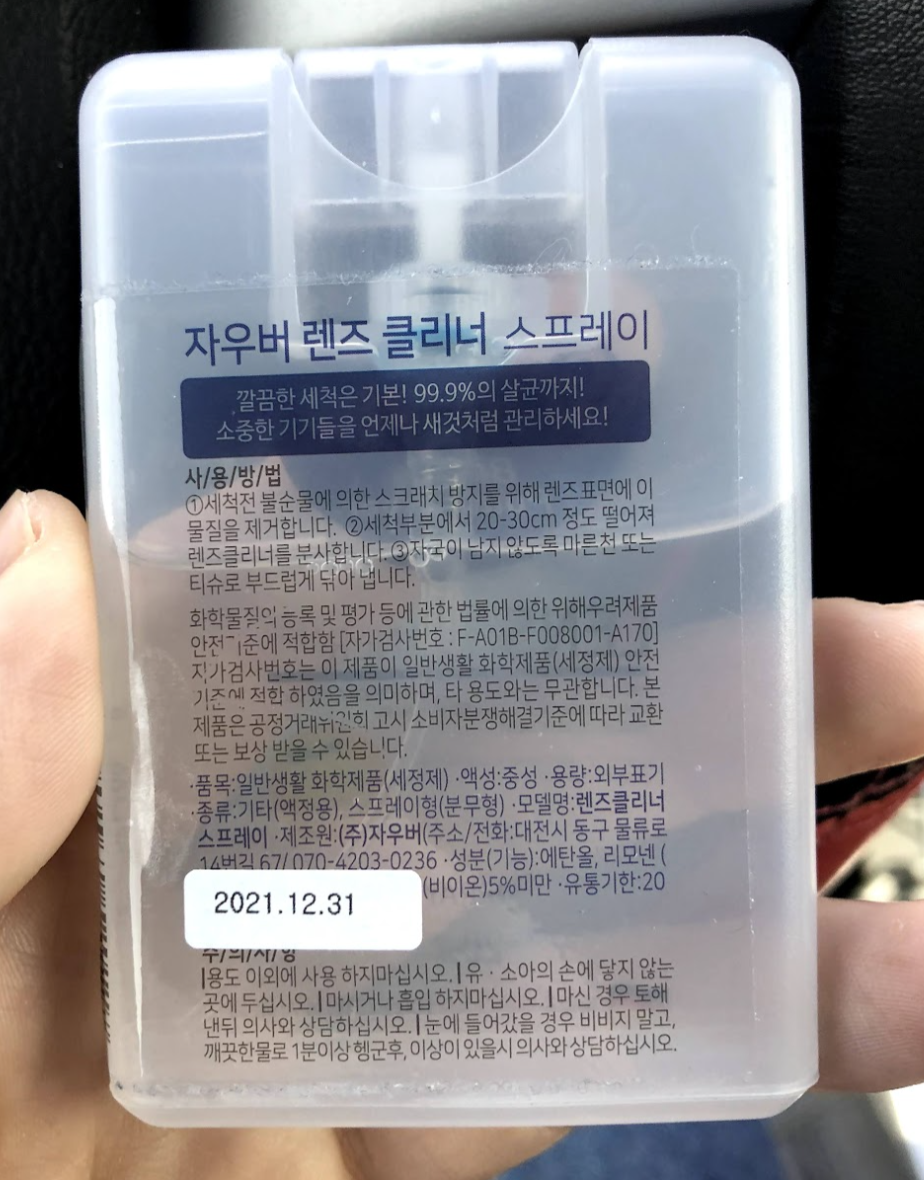 자우버 렌즈 클리너 스프레이
깔끔한 세척은 기본! 99.9%의 살균까지!
소중한 기기들을 언제나 새것처럼 관리하세요!
사/용/방/법
①세척전 불순물에 의한 스크래치 방지를 위해 렌즈표면에 이
물질을 제거합니다. ②세척부분에서 20-30cm 정도 떨어져
렌즈클리너를 분사합니다. ③자국이 남지 않도록 마른천 또는
티슈로 부드럽게 닦아 냅니다.
화학물질의 등록 및 평가 등에 관한 법률에 의한 위해우려제품
안전기준에 적합함 [자가검사번호 : F-A01B-F008001-A170]
자가검사번호는 이 제품이 일반생활 화학제품(세정제) 안전
기준에 적합 하였음을 의미하며, 타 용도와는 무관합니다. 본
제품은 공정거래위원회 고시 소비자분쟁해결기준에 따라 교환
또는 보상 받을 수 있습니다.
·품목:일반생활 화학제품(세정제) ·액성:중성 ·용량:외부표기
·종류:기타(액정용), 스프레이형(분무형) ·모델명:렌즈클리너
스프레이 ·제조원:(주)자우버(주소/전화:대전시 동구 물류로
14번길 67/ 070-4203-0236 ·성분(기능):에탄올, 리모넨 (
(비이온)5%미만 ·유통기한:20
2021.12.31
주/의/사/항
|용도 이외에 사용 하지마십시오. | 유 · 소아의 손에 닿지 않는
곳에 두십시오. | 마시거나 흡입 하지마십시오. | 마신 경우 토해
낸뒤 의사와 상담하십시오. | 눈에 들어갔을 경우 비비지 말고,
깨끗한물로 1분이상 헹군후, 이상이 있을시 의사와 상담하십시오.